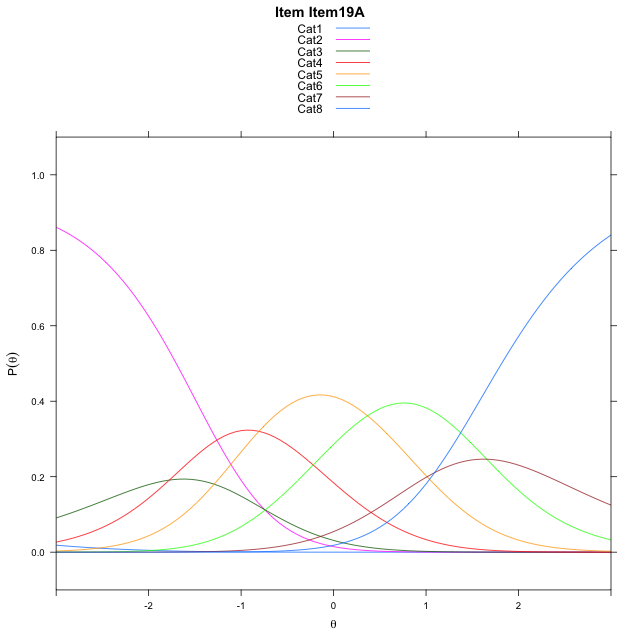 Item Item19A
Cat1
Cat2
Cat3
Cat4
Cat5
Cat6
Cat7
Cat8
1.0
0.8
0.6
0.4
0.2
0.0
P(θ)
-2 -1 0 1 2
θ